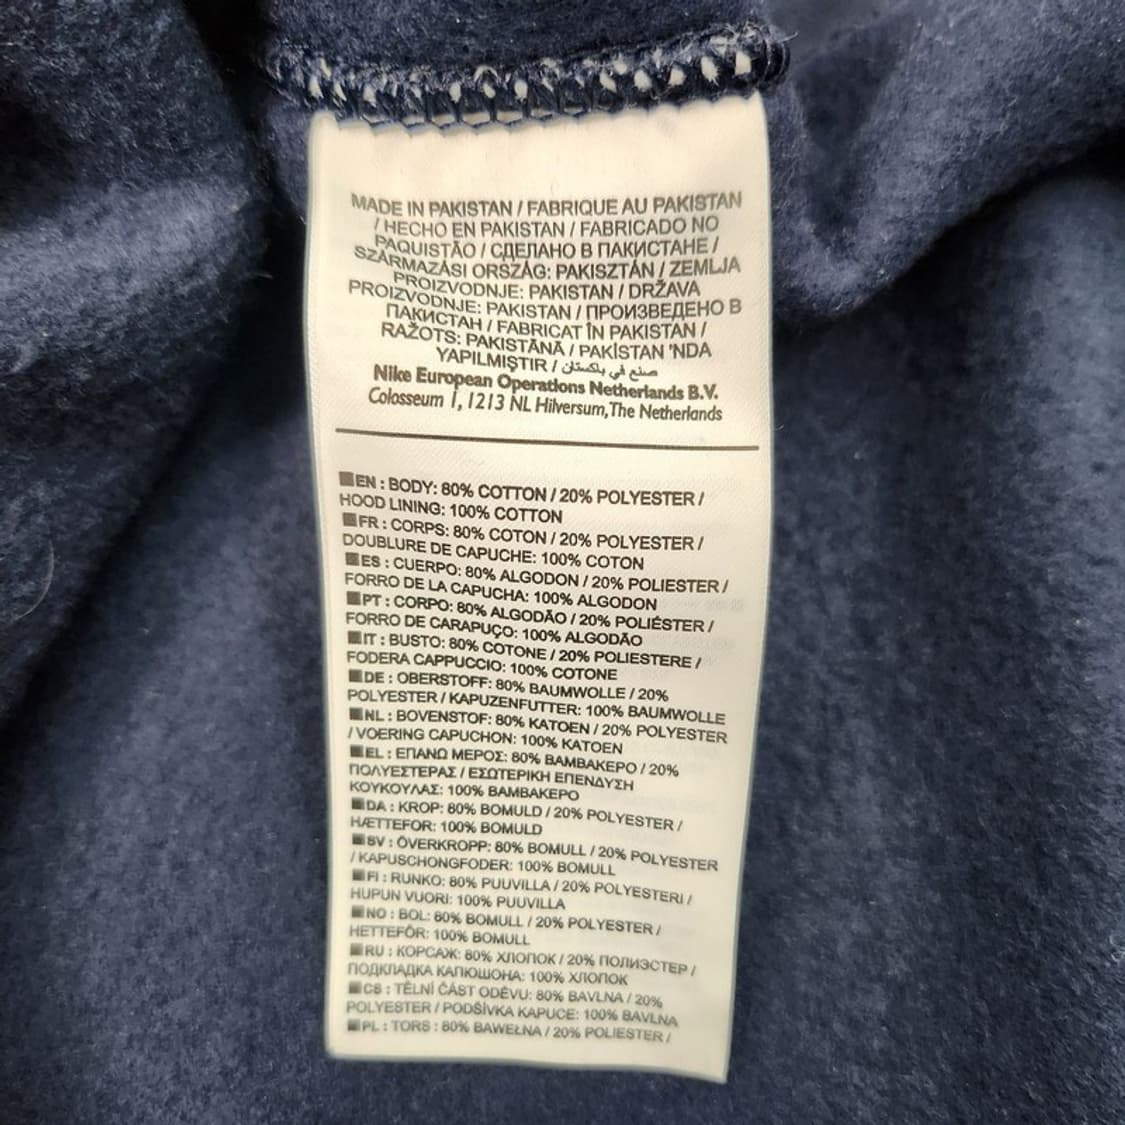 MADE IN PAKISTAN / FABRIQUE AU PAKISTAN
/ HECHO EN PAKISTAN / FABRICADO NO
PAQUISTÃO / СДЕЛАНО В ПАКИСТАНЕ /
SZÁRMAZÁSI ORSZÁG: PAKISZTÁN / ZEMLJA
PROIZVODNJE: PAKISTAN / DRŽAVA
PROIZVODNJE: PAKISTAN / ПРОИЗВЕДЕНО В
ПАКИСТАН / FABRICAT ÎN PAKISTAN /
RAŽOTS: PAKISTĀNĀ / PAKİSTAN 'NDA
YAPILMIŞTIR / صنع في باكستان
Nike European Operations Netherlands B.V.
Colosseum 1, 1213 NL Hilversum, The Netherlands
EN : BODY: 80% COTTON / 20% POLYESTER /
HOOD LINING: 100% COTTON
FR : CORPS: 80% COTON / 20% POLYESTER /
DOUBLURE DE CAPUCHE: 100% COTON
ES : CUERPO: 80% ALGODON / 20% POLIESTER /
FORRO DE LA CAPUCHA: 100% ALGODON
PT : CORPO: 80% ALGODÃO / 20% POLIÉSTER /
FORRO DE CARAPUÇO: 100% ALGODÃO
IT : BUSTO: 80% COTONE / 20% POLIESTERE /
FODERA CAPPUCCIO: 100% COTONE
DE : OBERSTOFF: 80% BAUMWOLLE / 20%
POLYESTER / KAPUZENFUTTER: 100% BAUMWOLLE
NL : BOVENSTOF: 80% KATOEN / 20% POLYESTER
/ VOERING CAPUCHON: 100% KATOEN
EL : ΕΠΑΝΩ ΜΕΡΟΣ: 80% ΒΑΜΒΑΚΕΡΟ / 20%
ΠΟΛΥΕΣΤΕΡΑΣ / ΕΣΩΤΕΡΙΚΗ ΕΠΕΝΔΥΣΗ
ΚΟΥΚΟΥΛΑΣ: 100% ΒΑΜΒΑΚΕΡΟ
DA : KROP: 80% BOMULD / 20% POLYESTER /
HÆTTEFOR: 100% BOMULD
SV : ÖVERKROPP: 80% BOMULL / 20% POLYESTER
/ KAPUSCHONGFODER: 100% BOMULL
FI : RUNKO: 80% PUUVILLA / 20% POLYESTERI /
HUPUN VUORI: 100% PUUVILLA
NO : BOL: 80% BOMULL / 20% POLYESTER /
HETTEFÔR: 100% BOMULL
RU : КОРСАЖ: 80% ХЛОПОК / 20% ПОЛИЭСТЕР /
ПОДКЛАДКА КАПЮШОНА: 100% ХЛОПОК
CS : TĚLNÍ ČÁST ODĚVU: 80% BAVLNA / 20%
POLYESTER / PODŠÍVKA KAPUCE: 100% BAVLNA
PL : TORS : 80% BAWEŁNA / 20% POLIESTER /